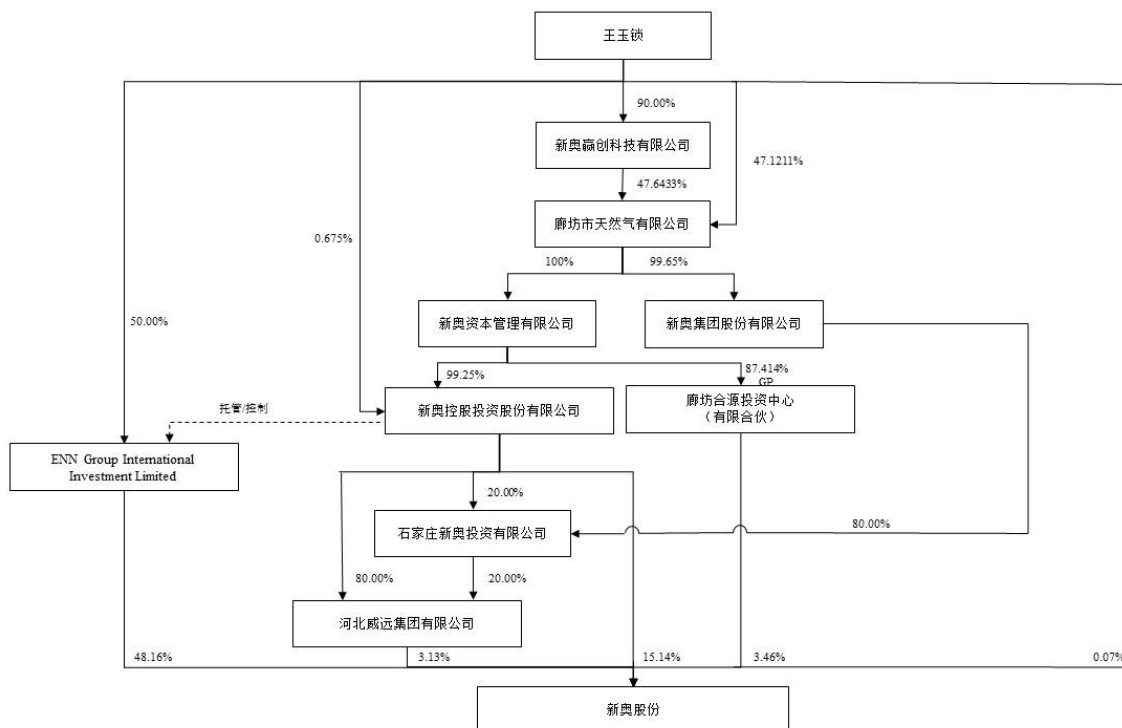 王玉锁
90.00%
新奥赢创科技有限公司
47.1211%
47.6433%
廊坊市天然气有限公司
0.675%
100%
99.65%
50.00%
新奥资本管理有限公司
新奥集团股份有限公司
99.25%
87.414%
GP
托管/控制
新奥控股投资股份有限公司
廊坊合源投资中心
（有限合伙）
ENN Group International
Investment Limited
20.00%
石家庄新奥投资有限公司
80.00%
80.00%
20.00%
河北威远集团有限公司
48.16%
3.13%
15.14%
3.46%
0.07%
新奥股份